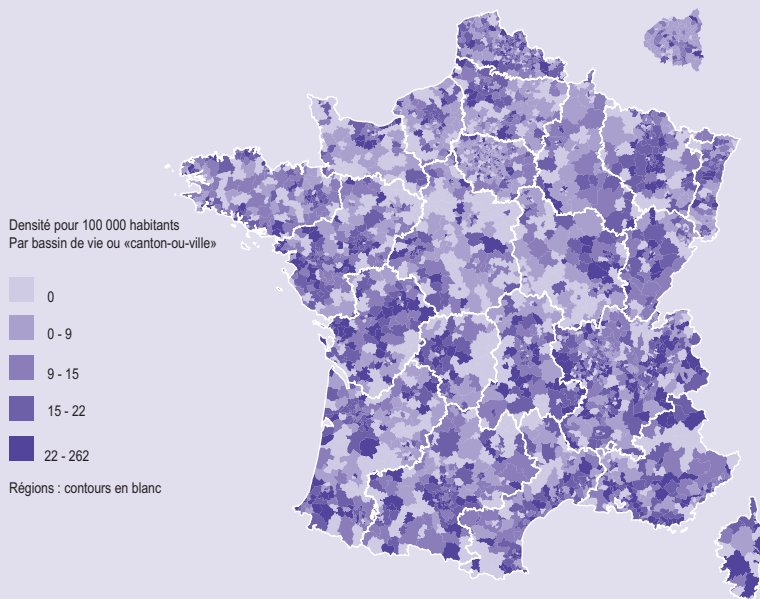 Densité pour 100 000 habitants
Par bassin de vie ou «canton-ou-ville»
0
0 - 9
9 - 15
15 - 22
22 - 262
Régions : contours en blanc